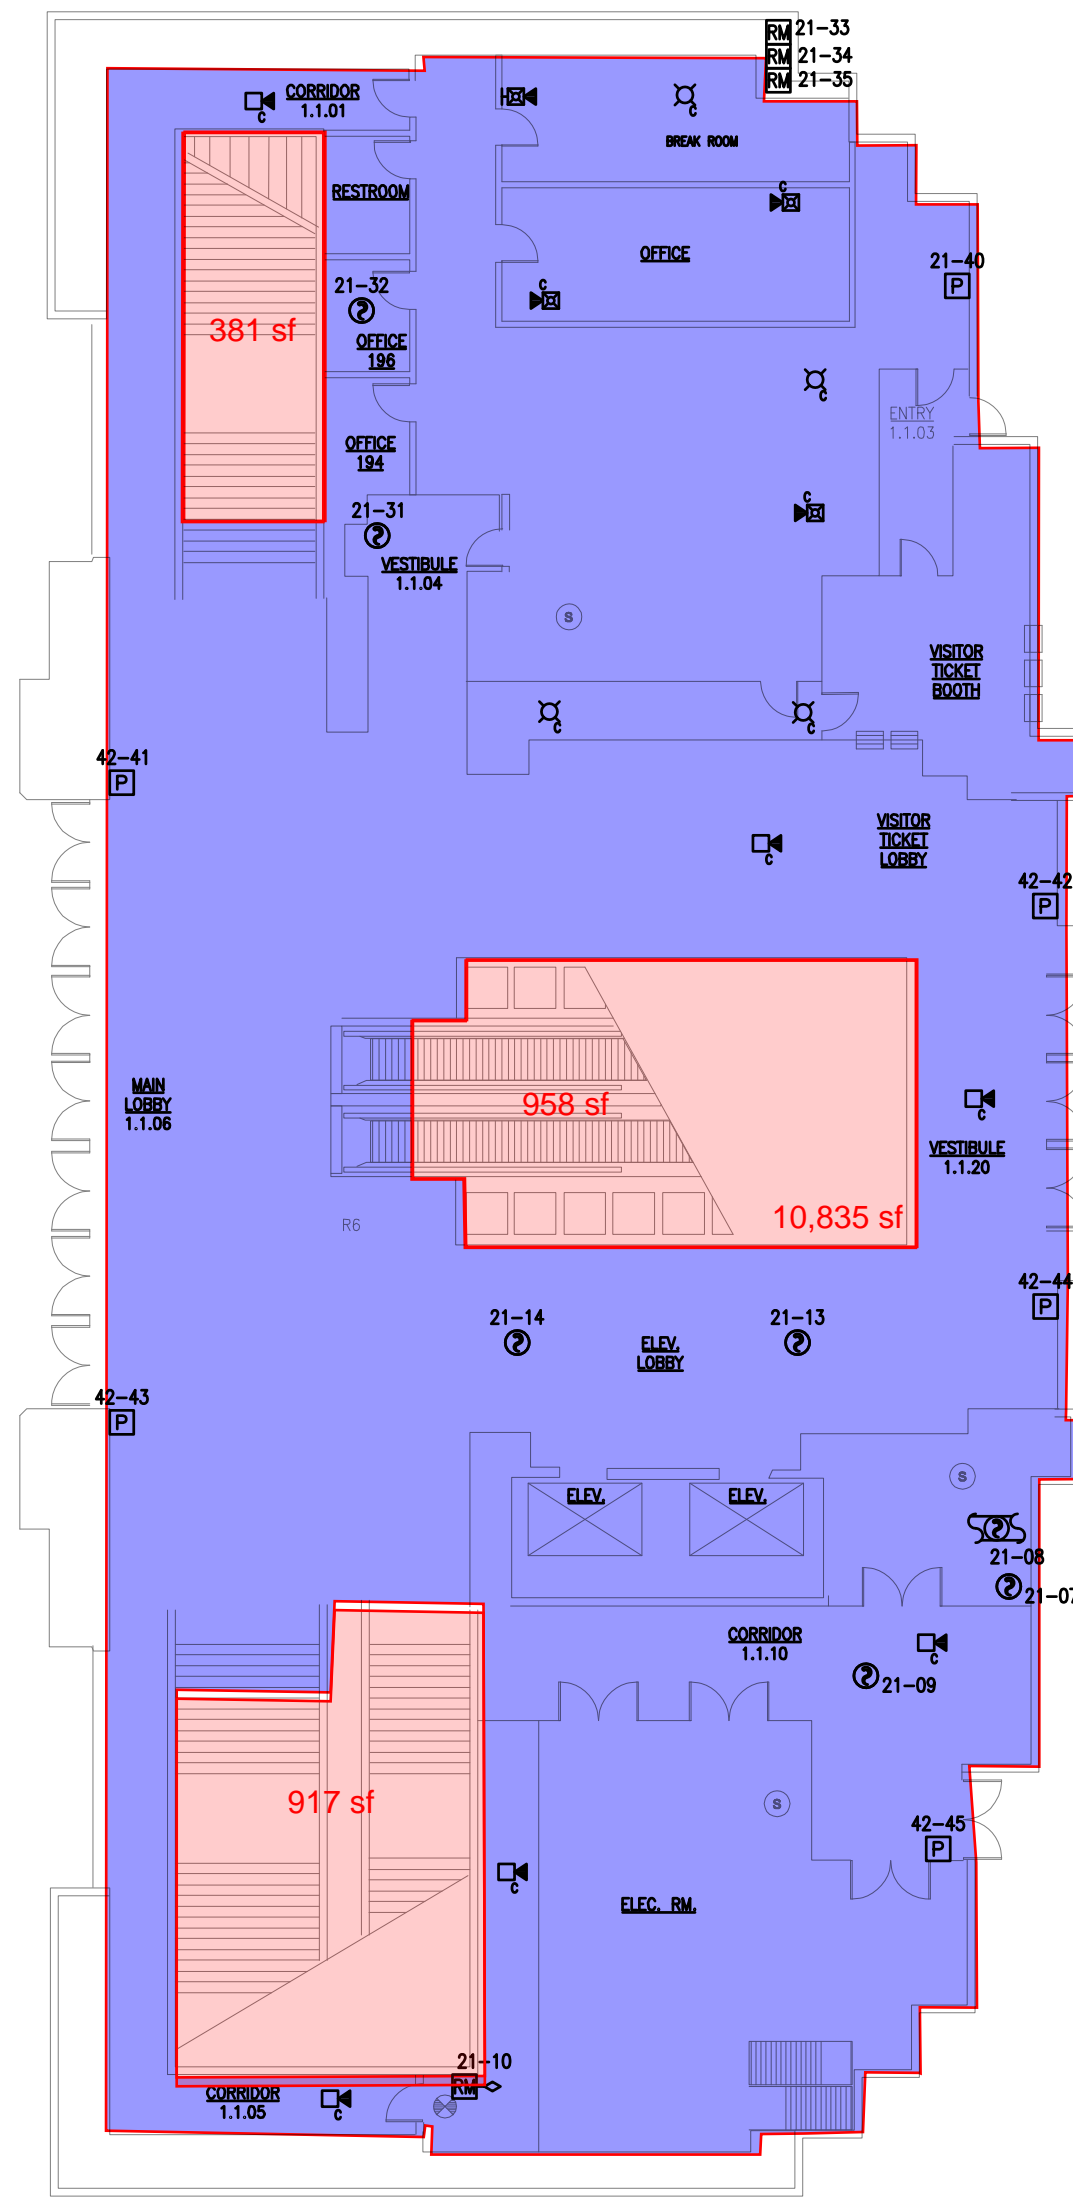 RM 21-33
RM 21-34
RM 21-35
CORRIDOR
1.1.01
C
H
C
BREAK ROOM
RESTROOM
C
OFFICE
21-40
P
21-32
C
381 sf
OFFICE
196
C
ENTRY
1.1.03
OFFICE
194
C
21-31
VESTIBULE
1.1.04
S
VISITOR
TICKET
BOOTH
C
C
42-41
P
VISITOR
TICKET
LOBBY
C
42-42
P
MAIN
LOBBY
1.1.06
958 sf
C
VESTIBULE
1.1.20
R6
10,835 sf
42-44
P
21-14
21-13
ELEV.
LOBBY
42-43
P
S
ELEV.
ELEV.
21-08
21-07
CORRIDOR
1.1.10
C
21-09
917 sf
S
42-45
P
C
ELEC. RM.
21-10
RM
CORRIDOR
1.1.05
C